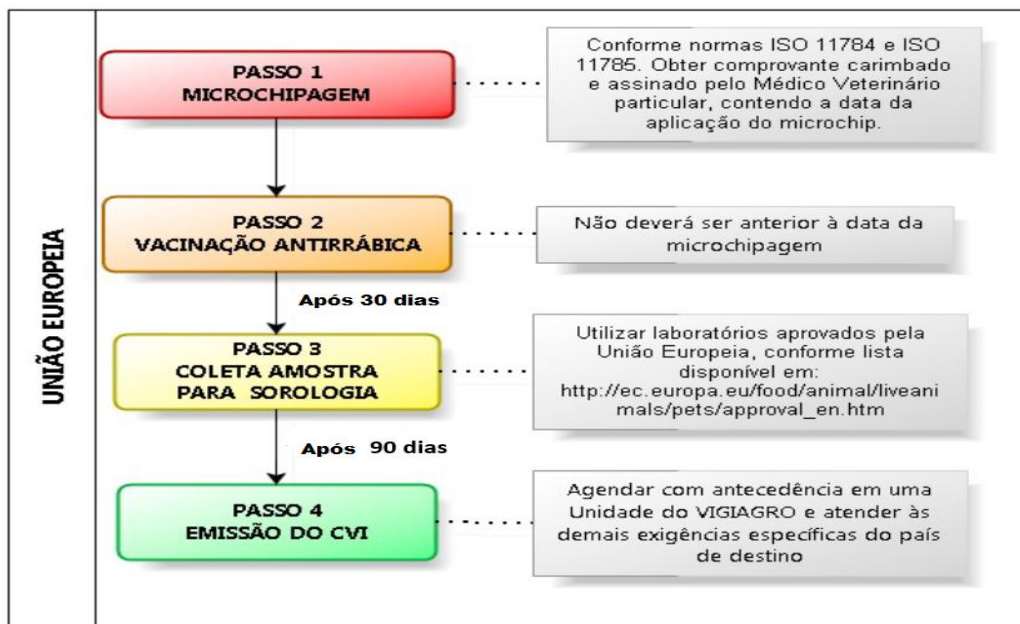 UNIÃO EUROPEIA
PASSO 1
MICROCHIPAGEM
Conforme normas ISO 11784 e ISO
11785. Obter comprovante carimbado
e assinado pelo Médico Veterinário
particular, contendo a data da
aplicação do microchip.
PASSO 2
VACINAÇÃO ANTIRRÁBICA
Não deverá ser anterior à data da
microchipagem
Após 30 dias
PASSO 3
COLETA AMOSTRA
PARA SOROLOGIA
Utilizar laboratórios aprovados pela
União Europeia, conforme lista
disponível em:
http://ec.europa.eu/food/animal/liveani
mals/pets/approval_en.htm
Após 90 dias
PASSO 4
EMISSÃO DO CVI
Agendar com antecedência em uma
Unidade do VIGIAGRO e atender às
demais exigências específicas do país
de destino